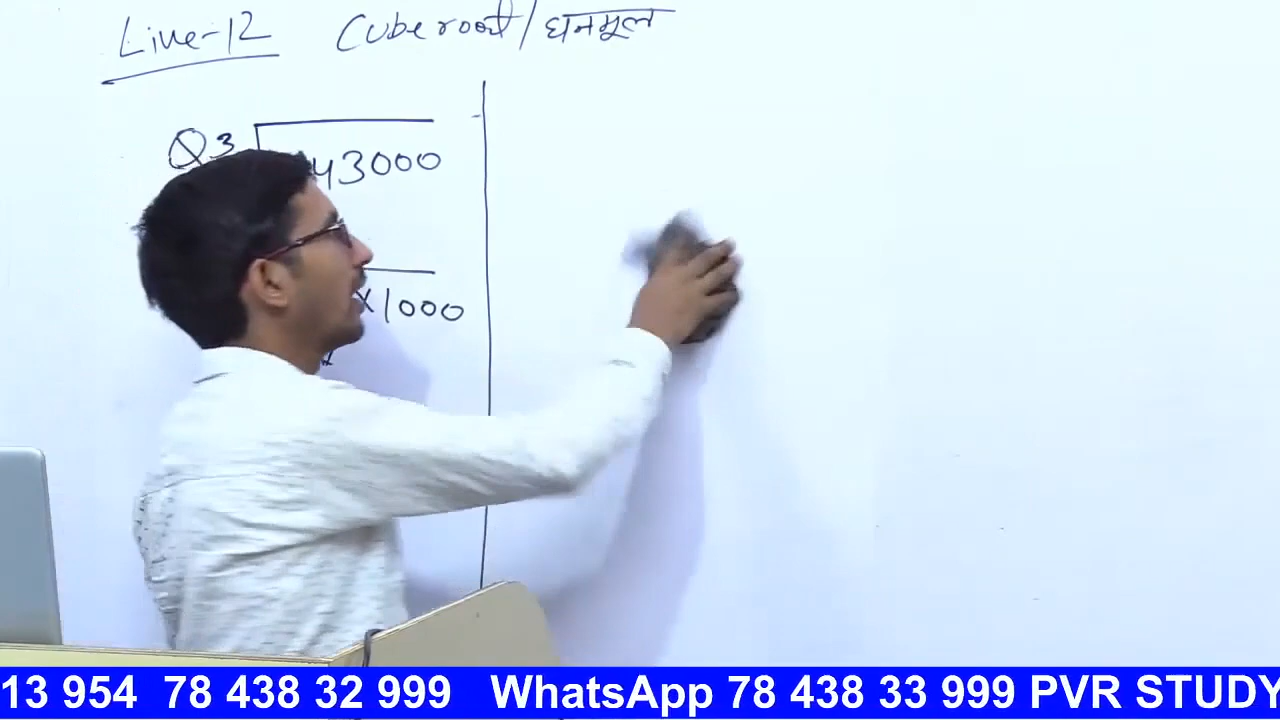 Live-12 Cube root/घनमूल
Q 3
43000
x1000
13 954 78 438 32 999 WhatsApp 78 438 33 999 PVR STUDY